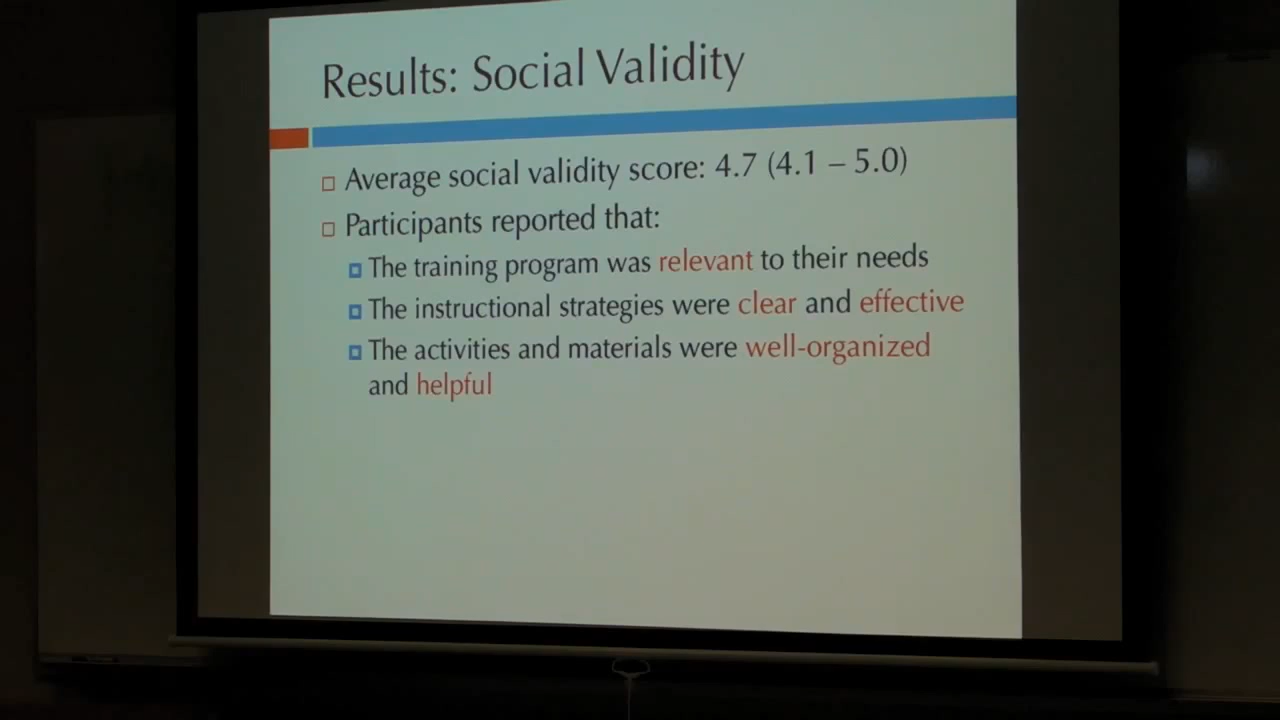 Results: Social Validity
Average social validity score: 4.7 (4.1 – 5.0)
Participants reported that:
The training program was relevant to their needs
The instructional strategies were clear and effective
The activities and materials were well-organized
and helpful